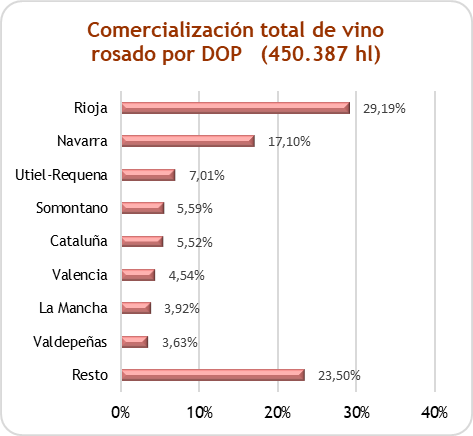 Comercialización total de vino
rosado por DOP (450.387 hl)
Rioja 29,19%
Navarra 17,10%
Utiel-Requena 7,01%
Somontano 5,59%
Cataluña 5,52%
Valencia 4,54%
La Mancha 3,92%
Valdepeñas 3,63%
Resto 23,50%
0% 10% 20% 30% 40%